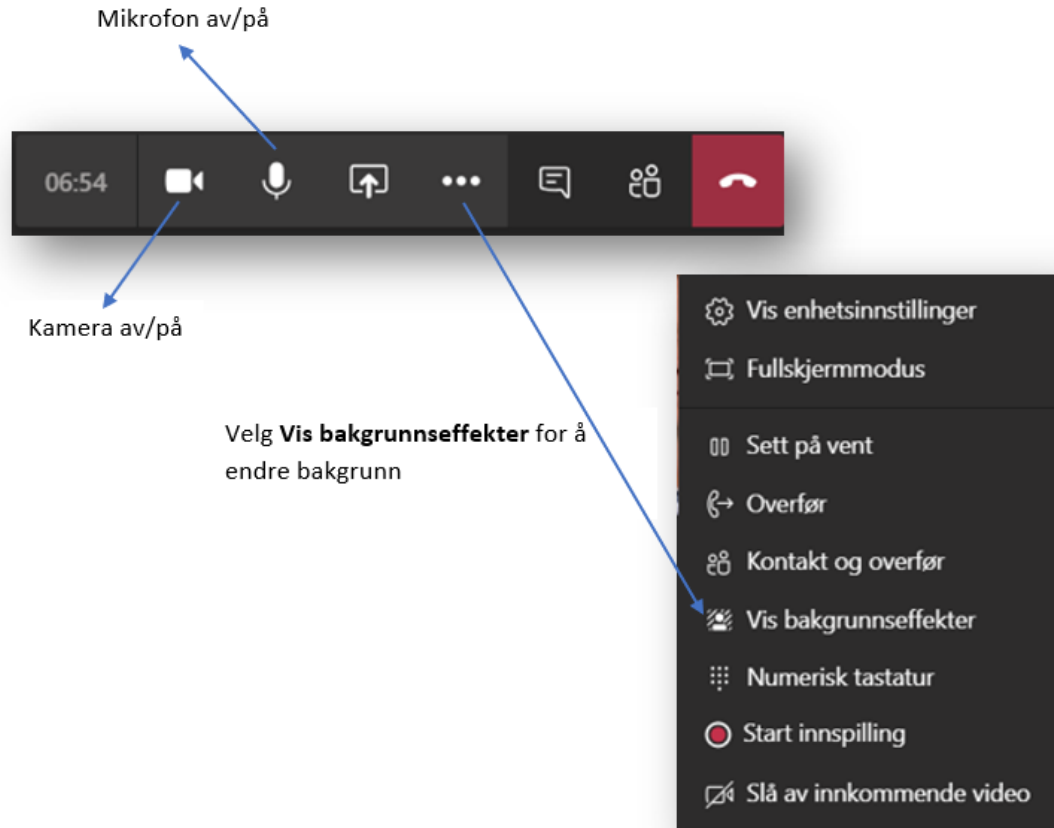 Mikrofon av/på
06:54
Kamera av/på
Velg Vis bakgrunnseffekter for å
endre bakgrunn
Vis enhetsinnstillinger
Fullskjermmodus
Sett på vent
Overfør
Kontakt og overfør
Vis bakgrunnseffekter
Numerisk tastatur
Start innspilling
Slå av innkommende video